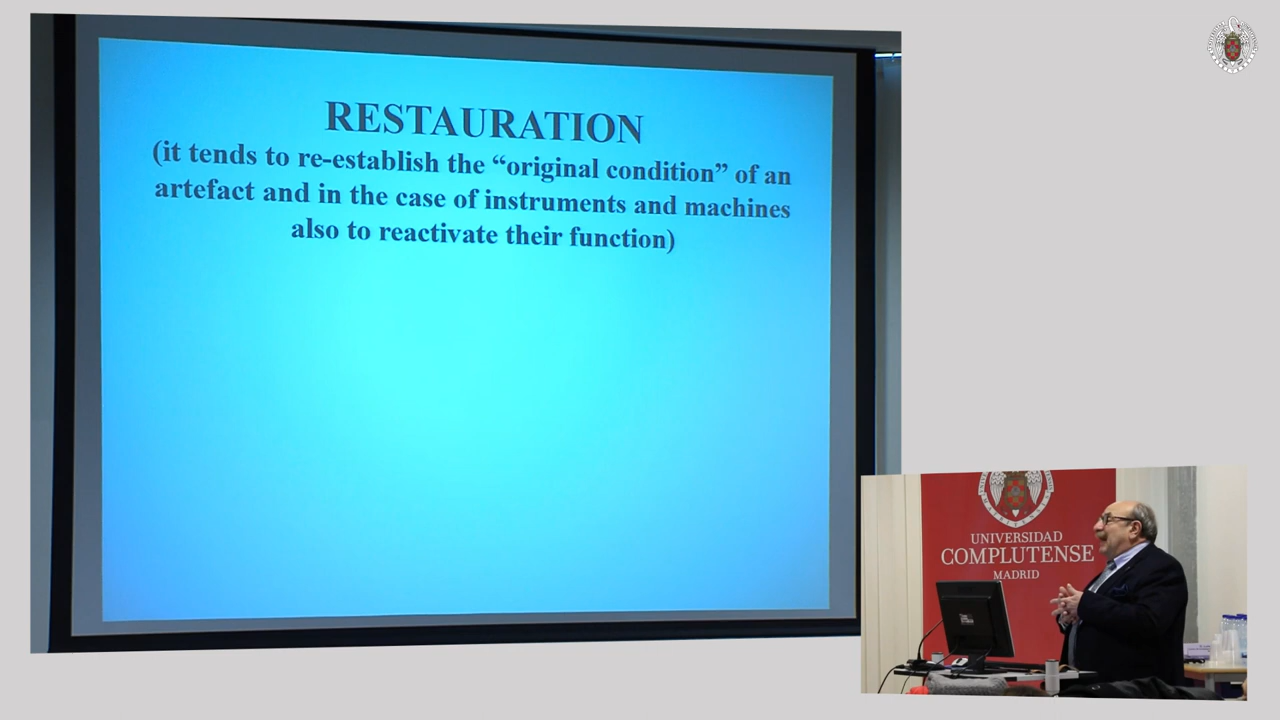 RESTAURATION
(it tends to re-establish the “original condition” of an
artefact and in the case of instruments and machines
also to reactivate their function)
UNIVERSIDAD
COMPLUTENSE
MADRID